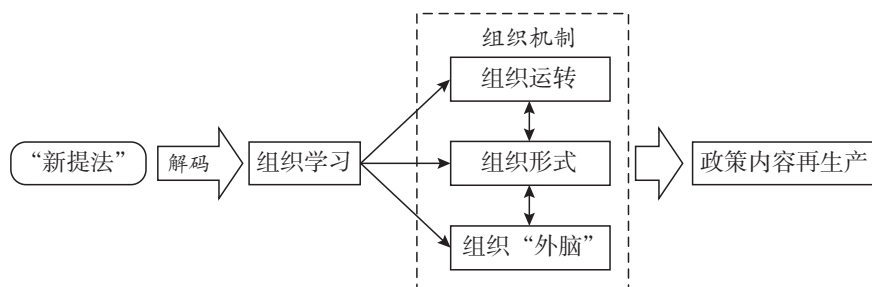 组织机制
组织运转
“新提法”
解码
组织学习
组织形式
政策内容再生产
组织“外脑”